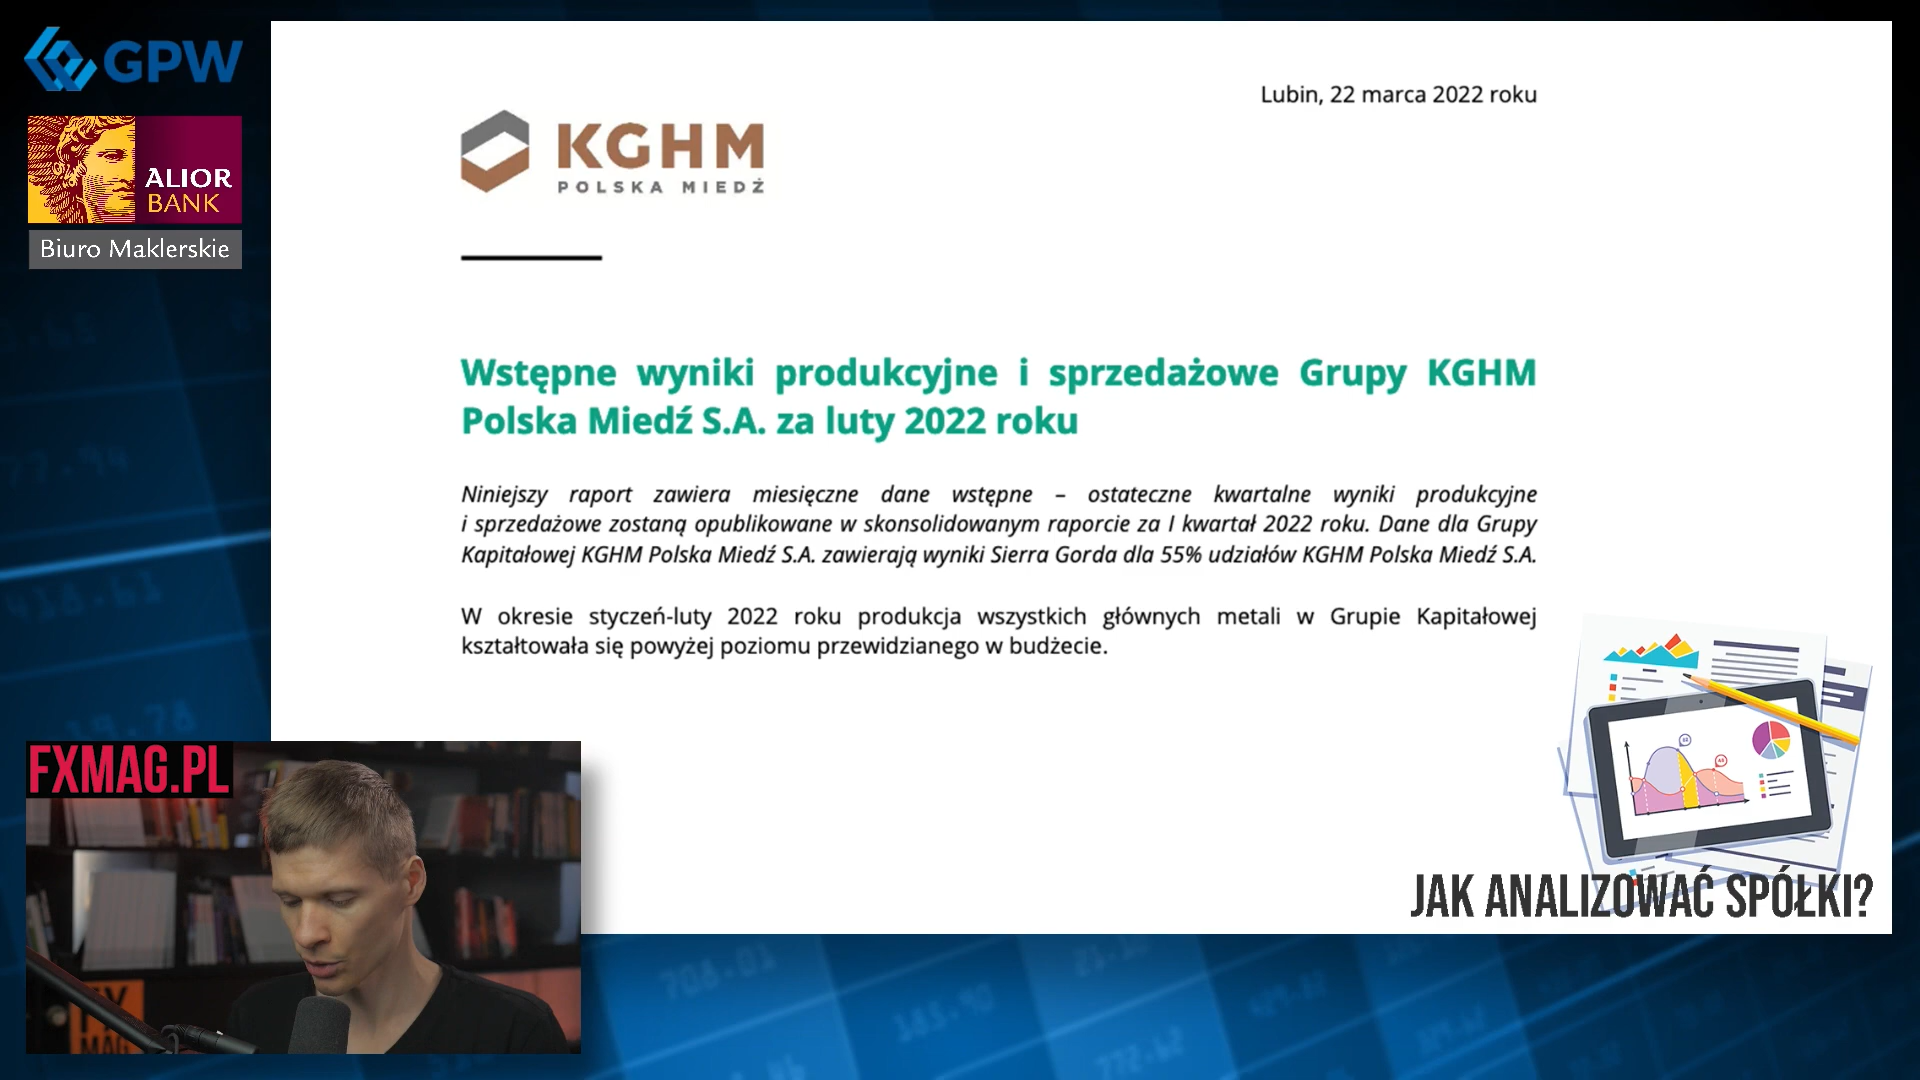 GPW
ALIOR
BANK
Biuro Maklerskie
Lubin, 22 marca 2022 roku
KGHM
POLSKA MIEDŹ
Wstępne wyniki produkcyjne i sprzedażowe Grupy KGHM
Polska Miedź S.A. za luty 2022 roku
Niniejszy raport zawiera miesięczne dane wstępne – ostateczne kwartalne wyniki produkcyjne
i sprzedażowe zostaną opublikowane w skonsolidowanym raporcie za I kwartał 2022 roku. Dane dla Grupy
Kapitałowej KGHM Polska Miedź S.A. zawierają wyniki Sierra Gorda dla 55% udziałów KGHM Polska Miedź S.A.
W okresie styczeń-luty 2022 roku produkcja wszystkich głównych metali w Grupie Kapitałowej
kształtowała się powyżej poziomu przewidzianego w budżecie.
FXMAG.PL
JAK ANALIZOWAĆ SPÓŁKI?